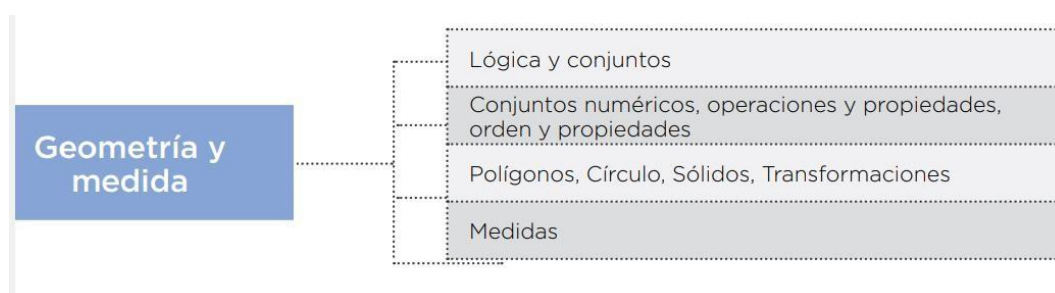 Geometría y
medida
Lógica y conjuntos
Conjuntos numéricos, operaciones y propiedades,
orden y propiedades
Polígonos, Círculo, Sólidos, Transformaciones
Medidas